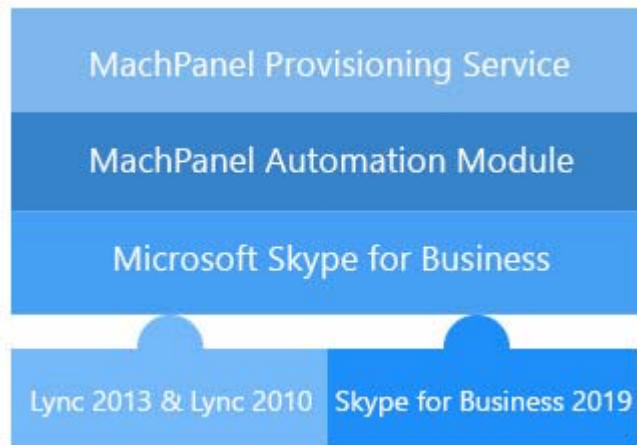 MachPanel Provisioning Service
MachPanel Automation Module
Microsoft Skype for Business
Lync 2013 & Lync 2010
Skype for Business 2019